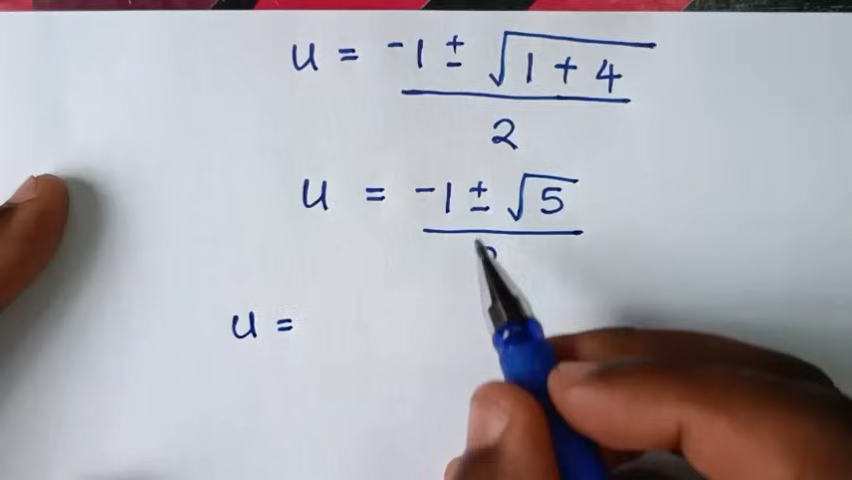 u = -1 ± √1 + 4
2
u = -1 ± √5
u =